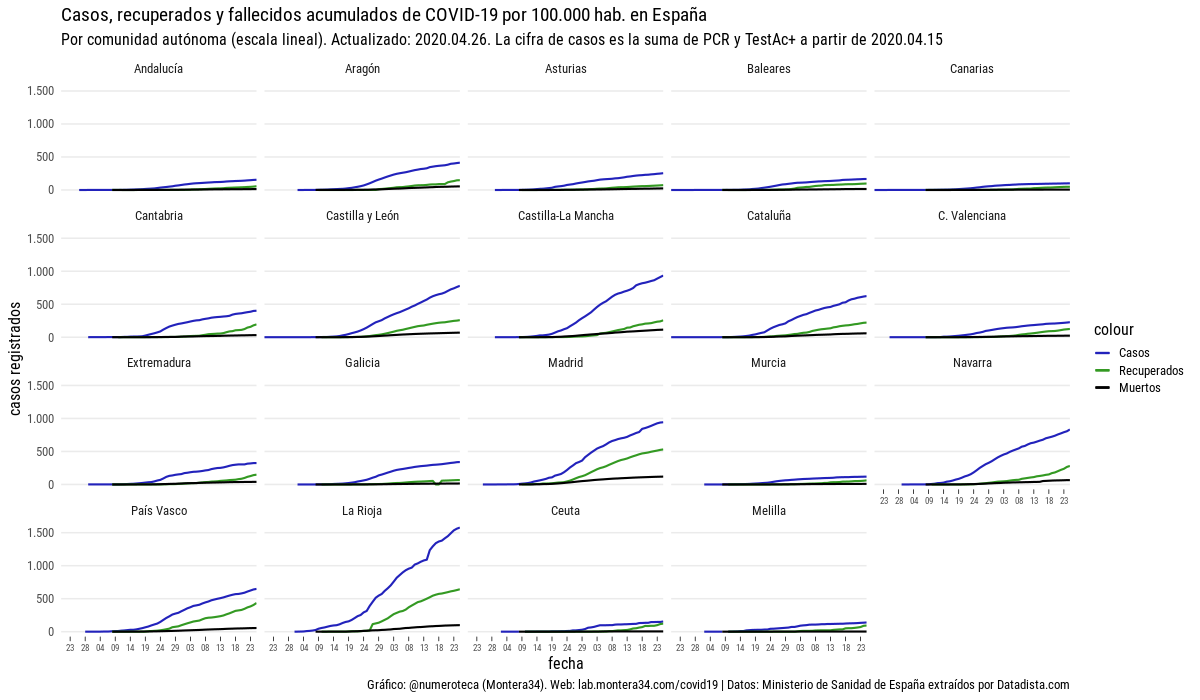 Casos, recuperados y fallecidos acumulados de COVID-19 por 100.000 hab. en España
Por comunidad autónoma (escala lineal). Actualizado: 2020.04.26. La cifra de casos es la suma de PCR y TestAc+ a partir de 2020.04.15
Andalucía Aragón Asturias Baleares Canarias
1.500
1.000
500
0
Cantabria Castilla y León Castilla-La Mancha Cataluña C. Valenciana
1.500
1.000
500
0
Extremadura Galicia Madrid Murcia Navarra
1.500
1.000
500
0
23 28 04 09 14 19 24 29 03 08 13 18 23
País Vasco La Rioja Ceuta Melilla
1.500
1.000
500
0
23 28 04 09 14 19 24 29 03 08 13 18 23 23 28 04 09 14 19 24 29 03 08 13 18 23 23 28 04 09 14 19 24 29 03 08 13 18 23 23 28 04 09 14 19 24 29 03 08 13 18 23
casos registrados
fecha
colour
Casos
Recuperados
Muertos
Gráfico: @numeroteca (Montera34). Web: lab.montera34.com/covid19 | Datos: Ministerio de Sanidad de España extraídos por Datadista.com